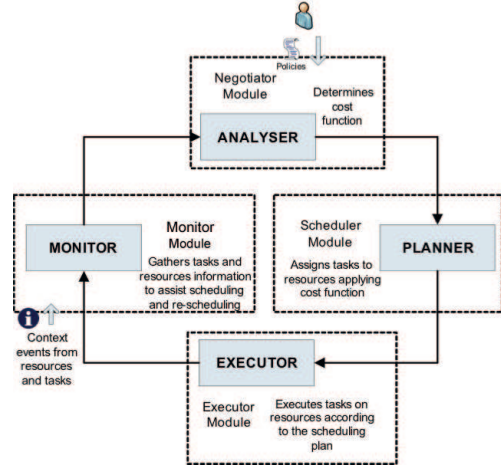 Policies
Negotiator
Module
Determines
cost
function
ANALYSER
MONITOR
Monitor
Module
Gathers tasks and
resources information
to assist scheduling
and re-scheduling
Scheduler
Module
PLANNER
Assigns tasks to
resources applying
cost function
i
Context
events from
resources
and tasks
EXECUTOR
Executor
Module
Executes tasks on
resources according
to the scheduling
plan